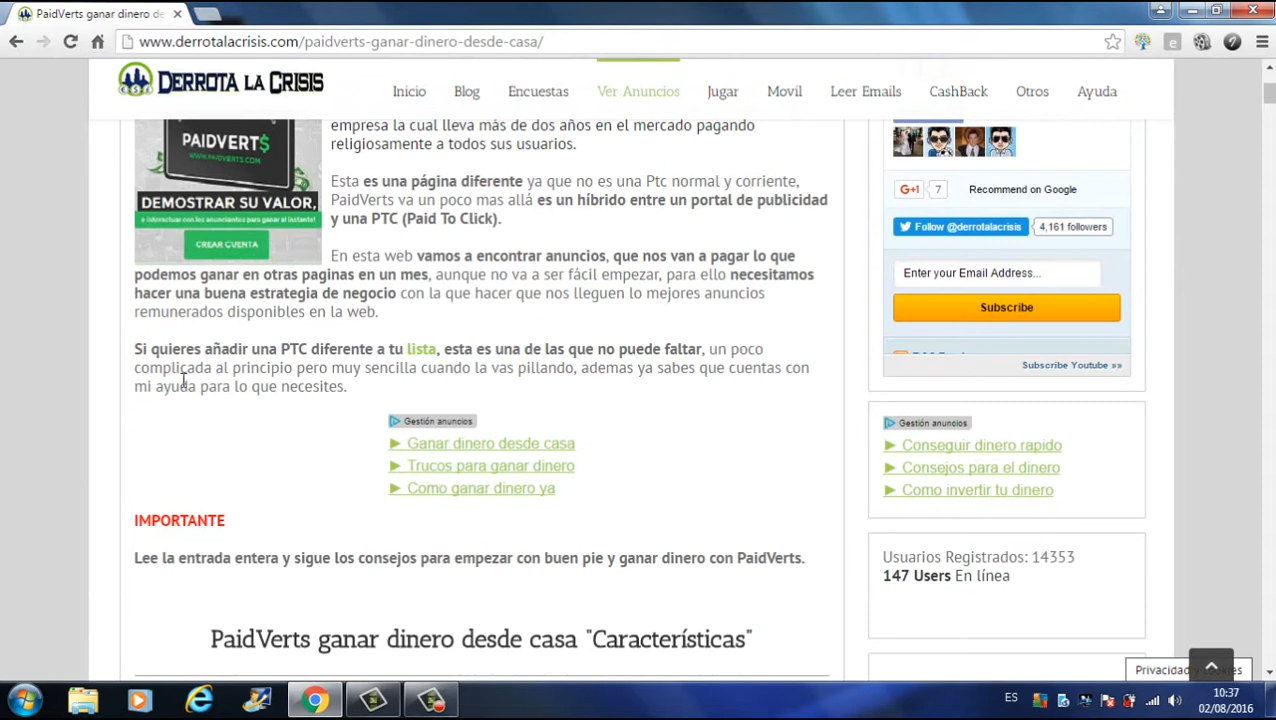 PaidVerts ganar dinero de
www.derrotalacrisis.com/paidverts-ganar-dinero-desde-casa/
DERROTA LA CRISIS
Inicio Blog Encuestas Ver Anuncios Jugar Movil Leer Emails CashBack Otros Ayuda
PAIDVERT$
WWW.PAIDVERTS.COM
DEMOSTRAR SU VALOR,
o interactuar con los anunciantes para ganar al instante!
CREAR CUENTA
empresa la cual lleva más de dos años en el mercado pagando
religiosamente a todos sus usuarios.
Esta es una página diferente ya que no es una Ptc normal y corriente,
PaidVerts va un poco mas allá es un híbrido entre un portal de publicidad
y una PTC (Paid To Click).
En esta web vamos a encontrar anuncios, que nos van a pagar lo que
podemos ganar en otras paginas en un mes, aunque no va a ser fácil empezar, para ello necesitamos
hacer una buena estrategia de negocio con la que hacer que nos lleguen lo mejores anuncios
remunerados disponibles en la web.
Si quieres añadir una PTC diferente a tu lista, esta es una de las que no puede faltar, un poco
complicada al principio pero muy sencilla cuando la vas pillando, ademas ya sabes que cuentas con
mi ayuda para lo que necesites.
Gestión anuncios
► Ganar dinero desde casa
► Trucos para ganar dinero
► Como ganar dinero ya
IMPORTANTE
Lee la entrada entera y sigue los consejos para empezar con buen pie y ganar dinero con PaidVerts.
PaidVerts ganar dinero desde casa "Características"
G+1 7 Recommend on Google
Follow @derrotalacrisis 4,161 followers
Enter your Email Address...
Subscribe
Subscribe Youtube »»
Gestión anuncios
► Conseguir dinero rapido
► Consejos para el dinero
► Como invertir tu dinero
Usuarios Registrados: 14353
147 Users En línea
Privacidad y cookies
ES
10:37
02/08/2016